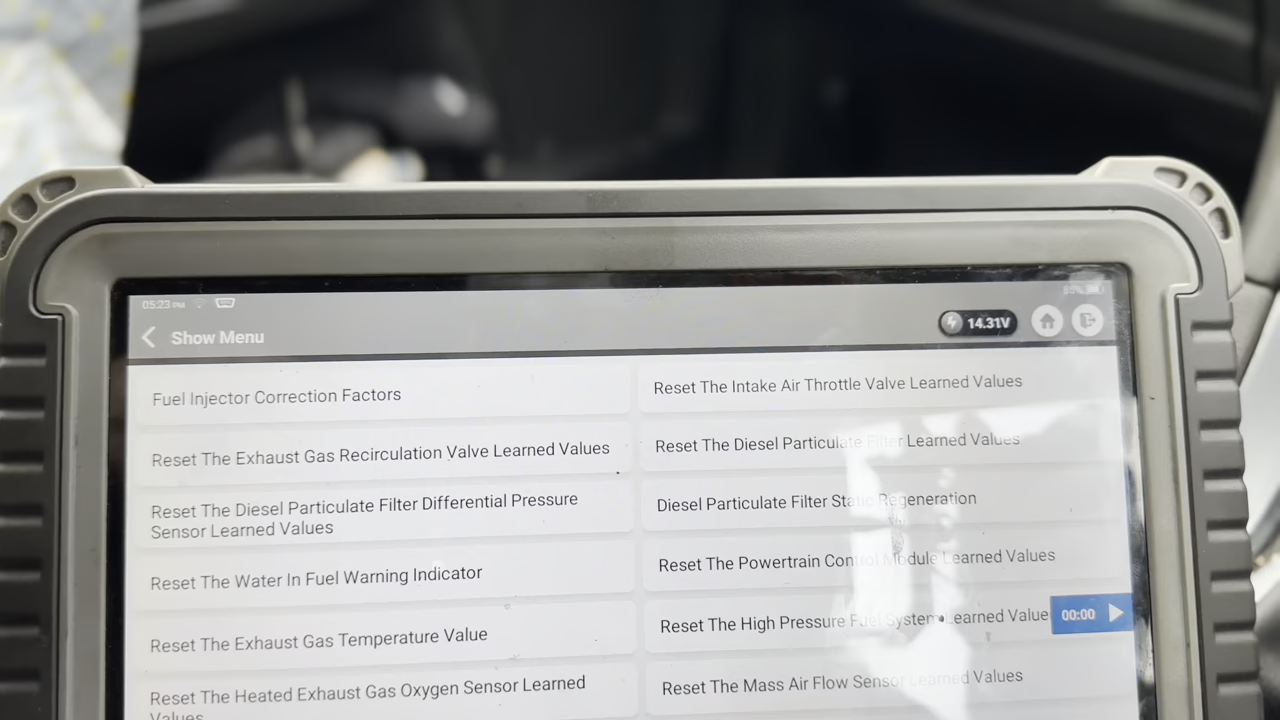 05:23 PM
Show Menu
14.31V
Fuel Injector Correction Factors
Reset The Intake Air Throttle Valve Learned Values
Reset The Exhaust Gas Recirculation Valve Learned Values
Reset The Diesel Particulate Filter Learned Values
Reset The Diesel Particulate Filter Differential Pressure
Sensor Learned Values
Diesel Particulate Filter Static Regeneration
Reset The Water In Fuel Warning Indicator
Reset The Powertrain Control Module Learned Values
Reset The Exhaust Gas Temperature Value
Reset The High Pressure Fuel System Learned Value
00:00
Reset The Heated Exhaust Gas Oxygen Sensor Learned
Values
Reset The Mass Air Flow Sensor Learned Values